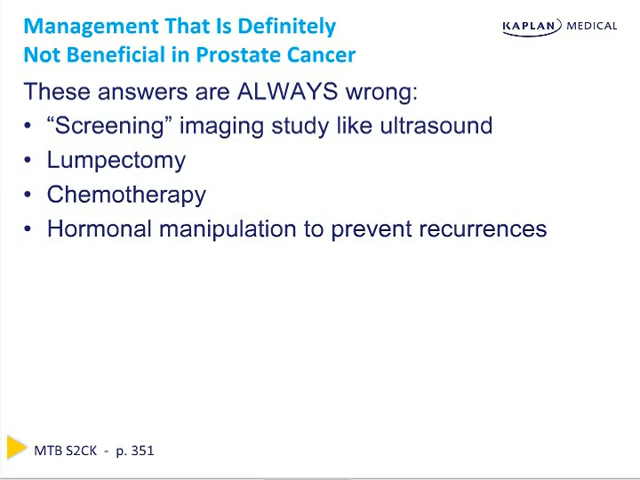 Management That Is Definitely
Not Beneficial in Prostate Cancer
KAPLAN MEDICAL
These answers are ALWAYS wrong:
• “Screening” imaging study like ultrasound
• Lumpectomy
• Chemotherapy
• Hormonal manipulation to prevent recurrences
MTB S2CK - p. 351